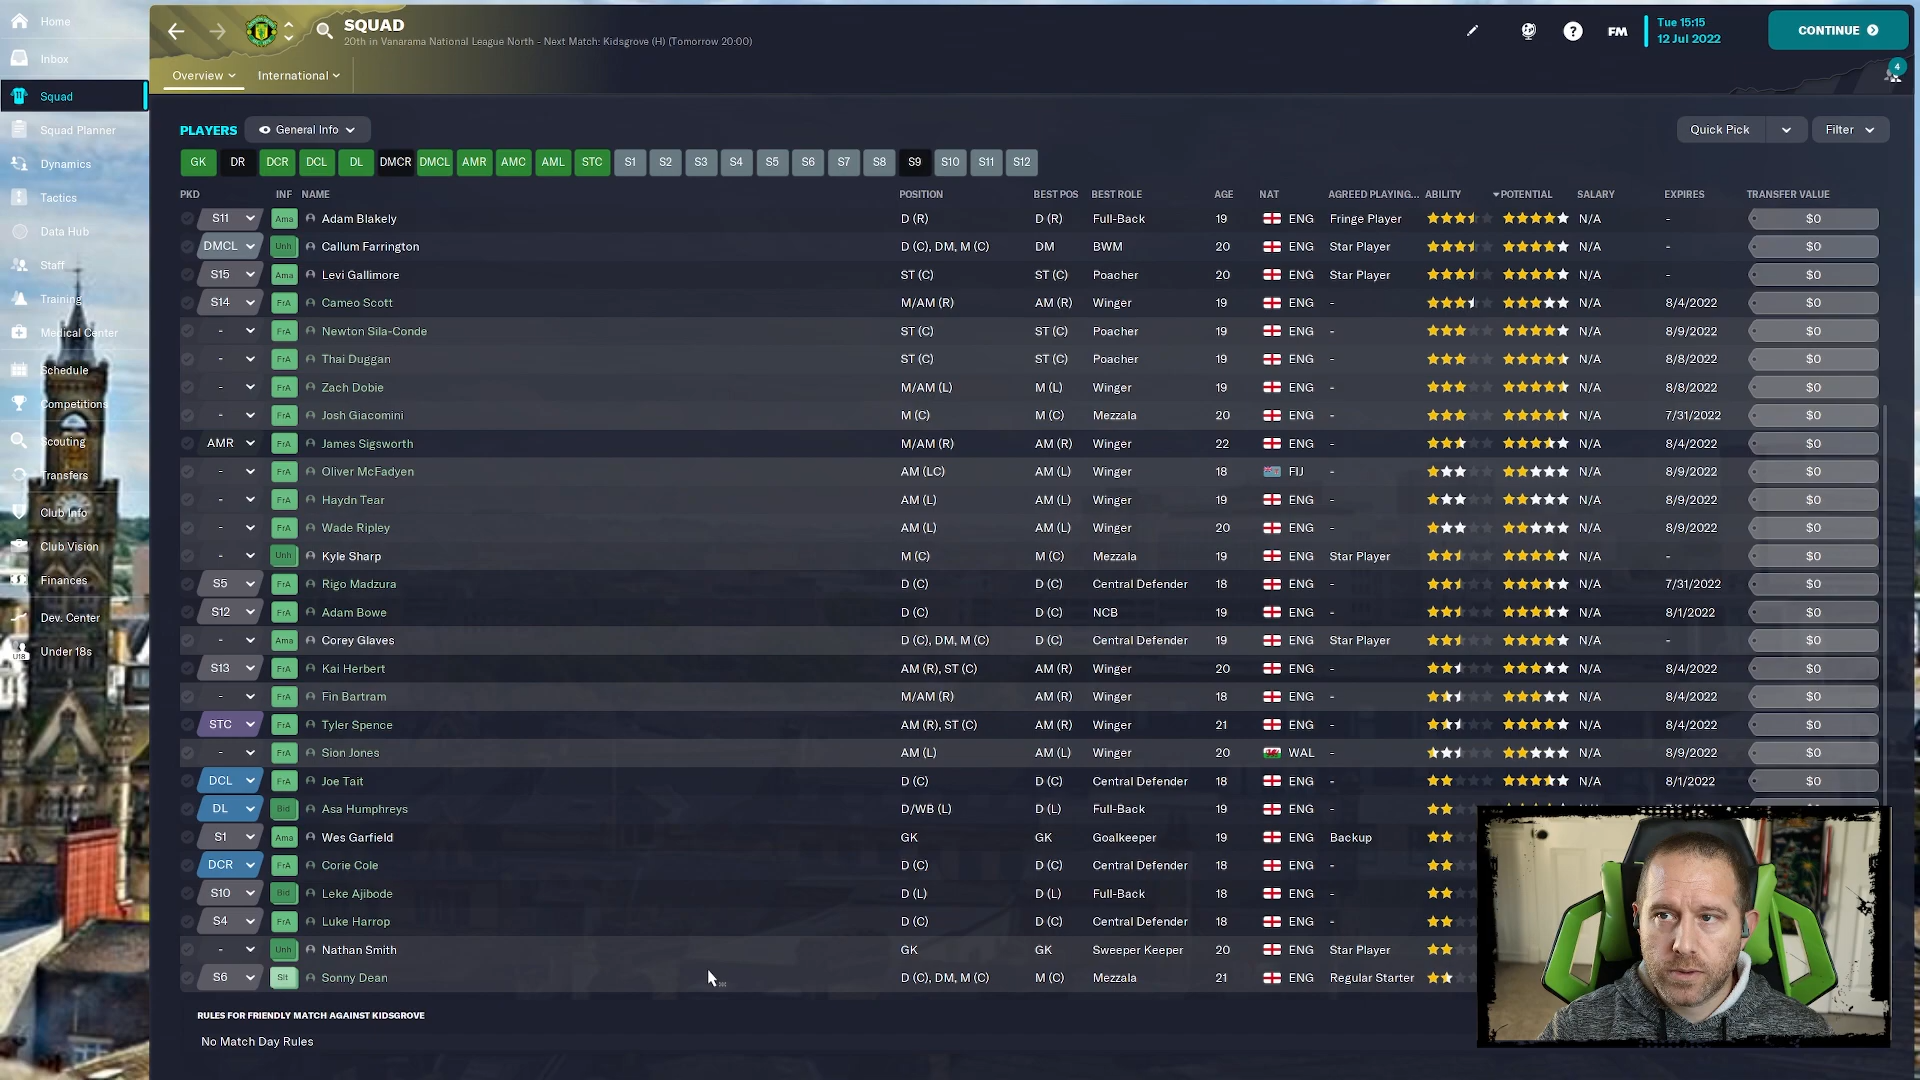 Home
Inbox
Squad
Squad Planner
Dynamics
Tactics
Data Hub
Staff
Training
Medical Center
Schedule
Competitions
Scouting
Transfers
Club Info
Club Vision
Finances
Dev. Center
U18 Under 18s
SQUAD
20th in Vanarama National League North - Next Match: Kidsgrove (H) (Tomorrow 20:00)
? FM Tue 15:15
12 Jul 2022
CONTINUE
Overview International
4
PLAYERS General Info Quick Pick Filter
GK DR DCR DCL DL DMCR DMCL AMR AMC AML STC S1 S2 S3 S4 S5 S6 S7 S8 S9 S10 S11 S12
PKD INF NAME POSITION BEST POS BEST ROLE AGE NAT AGREED PLAYING... ABILITY POTENTIAL SALARY EXPIRES TRANSFER VALUE
S11 Ama Adam Blakely D (R) D (R) Full-Back 19 ENG Fringe Player N/A - $0
DMCL Unh Callum Farrington D (C), DM, M (C) DM BWM 20 ENG Star Player N/A - $0
S15 Ama Levi Gallimore ST (C) ST (C) Poacher 20 ENG Star Player N/A - $0
S14 FrA Cameo Scott M/AM (R) AM (R) Winger 19 ENG - N/A 8/4/2022 $0
- FrA Newton Sila-Conde ST (C) ST (C) Poacher 19 ENG - N/A 8/9/2022 $0
- FrA Thai Duggan ST (C) ST (C) Poacher 19 ENG - N/A 8/8/2022 $0
- FrA Zach Dobie M/AM (L) M (L) Winger 19 ENG - N/A 8/8/2022 $0
- FrA Josh Giacomini M (C) M (C) Mezzala 20 ENG - N/A 7/31/2022 $0
AMR FrA James Sigsworth M/AM (R) AM (R) Winger 22 ENG - N/A 8/4/2022 $0
- FrA Oliver McFadyen AM (LC) AM (L) Winger 18 FIJ - N/A 8/9/2022 $0
- FrA Haydn Tear AM (L) AM (L) Winger 19 ENG - N/A 8/9/2022 $0
- FrA Wade Ripley AM (L) AM (L) Winger 20 ENG - N/A 8/9/2022 $0
- Unh Kyle Sharp M (C) M (C) Mezzala 19 ENG Star Player N/A - $0
S5 FrA Rigo Madzura D (C) D (C) Central Defender 18 ENG - N/A 7/31/2022 $0
S12 FrA Adam Bowe D (C) D (C) NCB 19 ENG - N/A 8/1/2022 $0
- Ama Corey Glaves D (C), DM, M (C) D (C) Central Defender 19 ENG Star Player N/A - $0
S13 FrA Kai Herbert AM (R), ST (C) AM (R) Winger 20 ENG - N/A 8/4/2022 $0
- FrA Fin Bartram M/AM (R) AM (R) Winger 18 ENG - N/A 8/4/2022 $0
STC FrA Tyler Spence AM (R), ST (C) AM (R) Winger 21 ENG - N/A 8/4/2022 $0
- FrA Sion Jones AM (L) AM (L) Winger 20 WAL - N/A 8/9/2022 $0
DCL FrA Joe Tait D (C) D (C) Central Defender 18 ENG - N/A 8/1/2022 $0
DL Bid Asa Humphreys D/WB (L) D (L) Full-Back 19 ENG -
S1 Ama Wes Garfield GK GK Goalkeeper 19 ENG Backup
DCR FrA Corie Cole D (C) D (C) Central Defender 18 ENG -
S10 Bid Leke Ajibode D (L) D (L) Full-Back 18 ENG -
S4 FrA Luke Harrop D (C) D (C) Central Defender 18 ENG -
- Unh Nathan Smith GK GK Sweeper Keeper 20 ENG Star Player
S6 Slt Sonny Dean D (C), DM, M (C) M (C) Mezzala 21 ENG Regular Starter
RULES FOR FRIENDLY MATCH AGAINST KIDSGROVE
No Match Day Rules